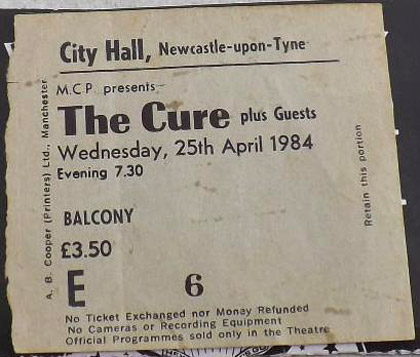 City Hall, Newcastle-upon-Tyne
M.C.P. presents:-
The Cure plus Guests
Wednesday, 25th April 1984
Evening 7.30
BALCONY
£3.50
E 6
No Ticket Exchanged nor Money Refunded
No Cameras or Recording Equipment
Official Programmes sold only in the Theatre
A. B. Cooper (Printers) Ltd., Manchester
Retain this portion